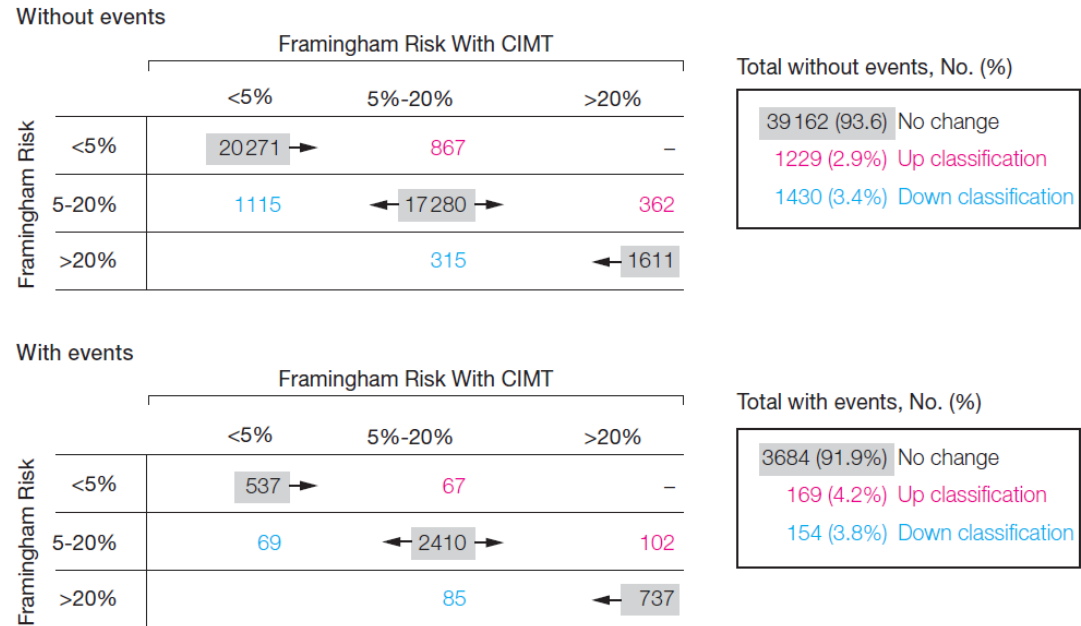 Without events
Framingham Risk With CIMT
<5% 5%-20% >20%
Framingham Risk
<5% 20271 867 –
5-20% 1115 17280 362
>20% 315 1611
Total without events, No. (%)
39162 (93.6) No change
1229 (2.9%) Up classification
1430 (3.4%) Down classification
With events
Framingham Risk With CIMT
<5% 5%-20% >20%
Framingham Risk
<5% 537 67 –
5-20% 69 2410 102
>20% 85 737
Total with events, No. (%)
3684 (91.9%) No change
169 (4.2%) Up classification
154 (3.8%) Down classification